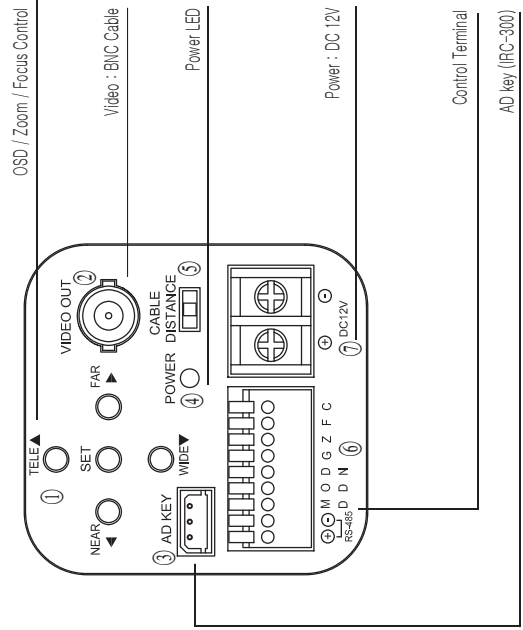 OSD / Zoom / Focus Control
Video : BNC Cable
Power LED
Power : DC 12V
Control Terminal
AD key (IRC-300)
① TELE▲
NEAR ◀
SET
FAR ▶
WIDE▼
VIDEO OUT ②
③ AD KEY
④ POWER
CABLE DISTANCE ⑤
⊕ ⊖ M O D G Z F C
D D N ⑥
RS-485
⊕ ⊖
⑦ DC12V